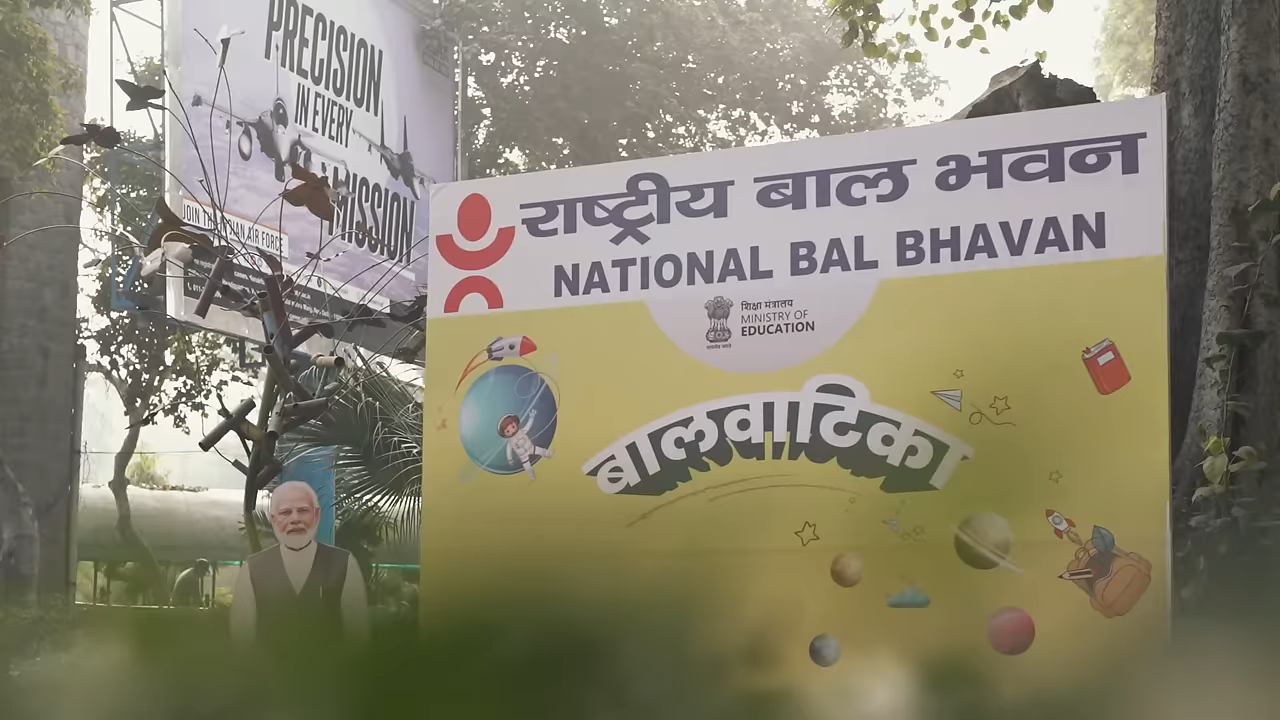 PRECISION
IN EVERY
MISSION
JOIN THE INDIAN AIR FORCE
राष्ट्रीय बाल भवन
NATIONAL BAL BHAVAN
शिक्षा मंत्रालय
MINISTRY OF
EDUCATION
बालवाटिका